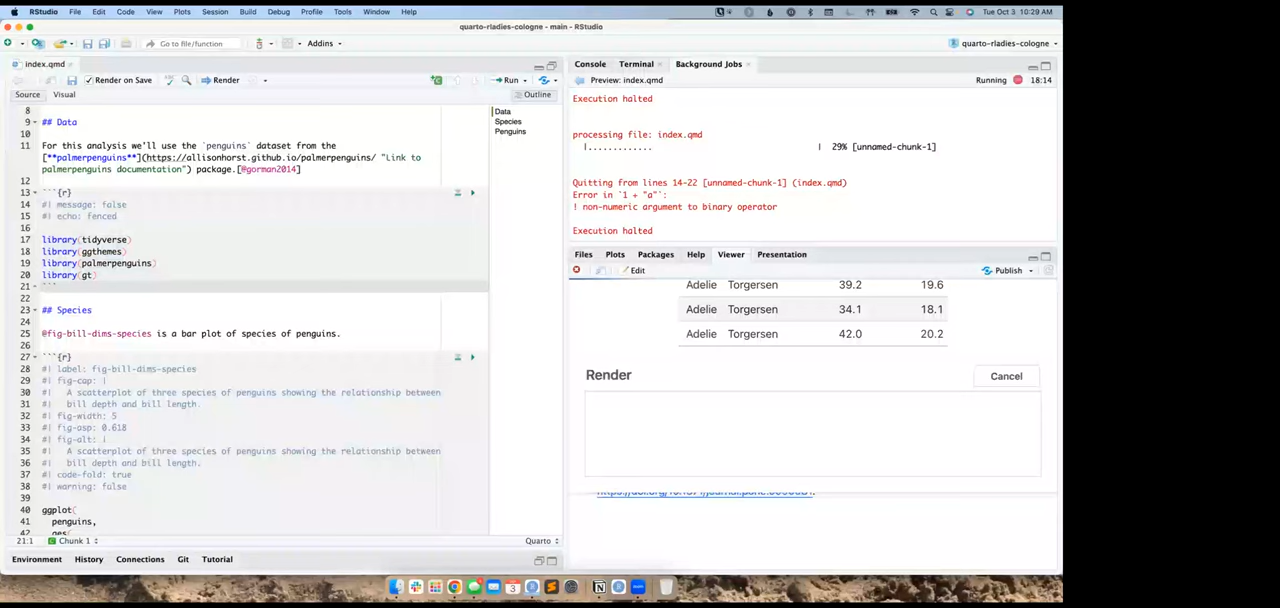 RStudio File Edit Code View Plots Session Build Debug Profile Tools Window Help Tue Oct 3 10:29 AM
quarto-rladies-cologne - main - RStudio
Go to file/function Addins quarto-rladies-cologne
index.qmd
Render on Save Render Run
Source Visual Outline
8
9 ## Data
10
11 For this analysis we'll use the `penguins` dataset from the
[**palmerpenguins**](https://allisonhorst.github.io/palmerpenguins/ "Link to
palmerpenguins documentation") package.[@gorman2014]
12
13 ```{r}
14 #| message: false
15 #| echo: fenced
16
17 library(tidyverse)
18 library(ggthemes)
19 library(palmerpenguins)
20 library(gt)
21 ```
22
23 ## Species
24
25 @fig-bill-dims-species is a bar plot of species of penguins.
26
27 ```{r}
28 #| label: fig-bill-dims-species
29 #| fig-cap: |
30 #|   A scatterplot of three species of penguins showing the relationship between
31 #|   bill depth and bill length.
32 #| fig-width: 5
33 #| fig-asp: 0.618
34 #| fig-alt: |
35 #|   A scatterplot of three species of penguins showing the relationship between
36 #|   bill depth and bill length.
37 #| code-fold: true
38 #| warning: false
39
40 ggplot(
41   penguins,
42   aes(
21:1 Chunk 1 Quarto
Data
Species
Penguins
Environment History Connections Git Tutorial
Console Terminal Background Jobs
Preview: index.qmd Running 18:14
Execution halted
processing file: index.qmd
|............. | 29% [unnamed-chunk-1]
Quitting from lines 14-22 [unnamed-chunk-1] (index.qmd)
Error in `1 + "a"`:
! non-numeric argument to binary operator
Execution halted
Files Plots Packages Help Viewer Presentation
Edit Publish
Adelie Torgersen 39.2 19.6
Adelie Torgersen 34.1 18.1
Adelie Torgersen 42.0 20.2
Render Cancel